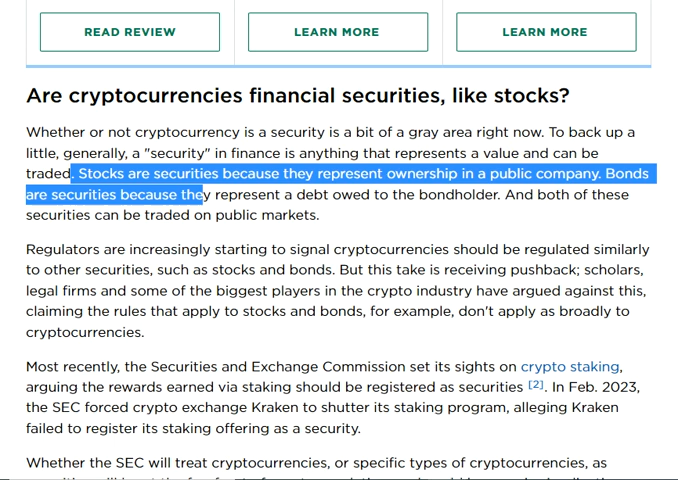 READ REVIEW LEARN MORE LEARN MORE
Are cryptocurrencies financial securities, like stocks?
Whether or not cryptocurrency is a security is a bit of a gray area right now. To back up a
little, generally, a "security" in finance is anything that represents a value and can be
traded. Stocks are securities because they represent ownership in a public company. Bonds
are securities because they represent a debt owed to the bondholder. And both of these
securities can be traded on public markets.
Regulators are increasingly starting to signal cryptocurrencies should be regulated similarly
to other securities, such as stocks and bonds. But this take is receiving pushback; scholars,
legal firms and some of the biggest players in the crypto industry have argued against this,
claiming the rules that apply to stocks and bonds, for example, don't apply as broadly to
cryptocurrencies.
Most recently, the Securities and Exchange Commission set its sights on crypto staking,
arguing the rewards earned via staking should be registered as securities [2]. In Feb. 2023,
the SEC forced crypto exchange Kraken to shutter its staking program, alleging Kraken
failed to register its staking offering as a security.
Whether the SEC will treat cryptocurrencies, or specific types of cryptocurrencies, as